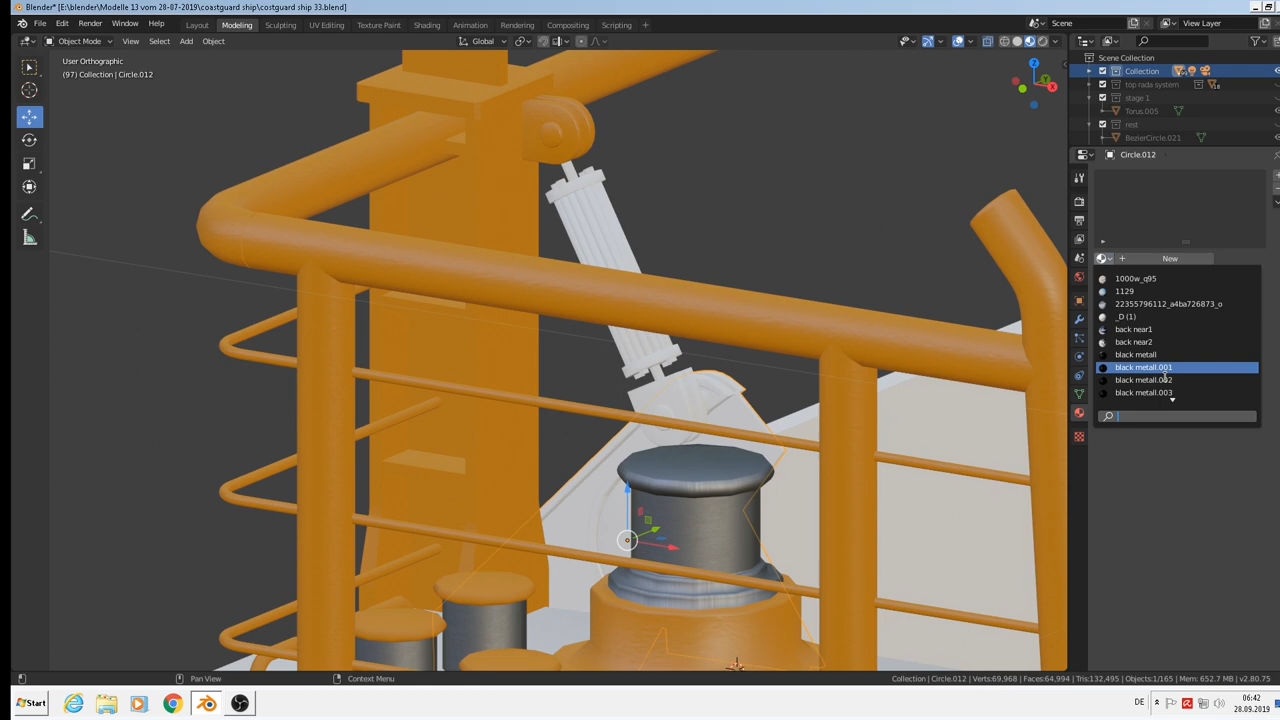 Blender* [E:\blender\Modelle 13 vom 28-07-2019\coastguard ship\costguard ship 33.blend]
File Edit Render Window Help Layout Modeling Sculpting UV Editing Texture Paint Shading Animation Rendering Compositing Scripting + Scene View Layer
Object Mode View Select Add Object Global
User Orthographic
(97) Collection | Circle.012
Z
Y
X
Scene Collection
Collection
top rada system 18
stage 1
Torus.005
rest
BezierCircle.021
Circle.012
+ New
1000w_q95
1129
22355796112_a4ba726873_o
_D (1)
back near1
back near2
black metall
black metall.001
black metall.002
black metall.003
Pan View Context Menu Collection | Circle.012 | Verts:69,968 | Faces:64,994 | Tris:132,495 | Objects:1/165 | Mem: 652.7 MB | v2.80.75
Start DE 06:42
28.09.2019